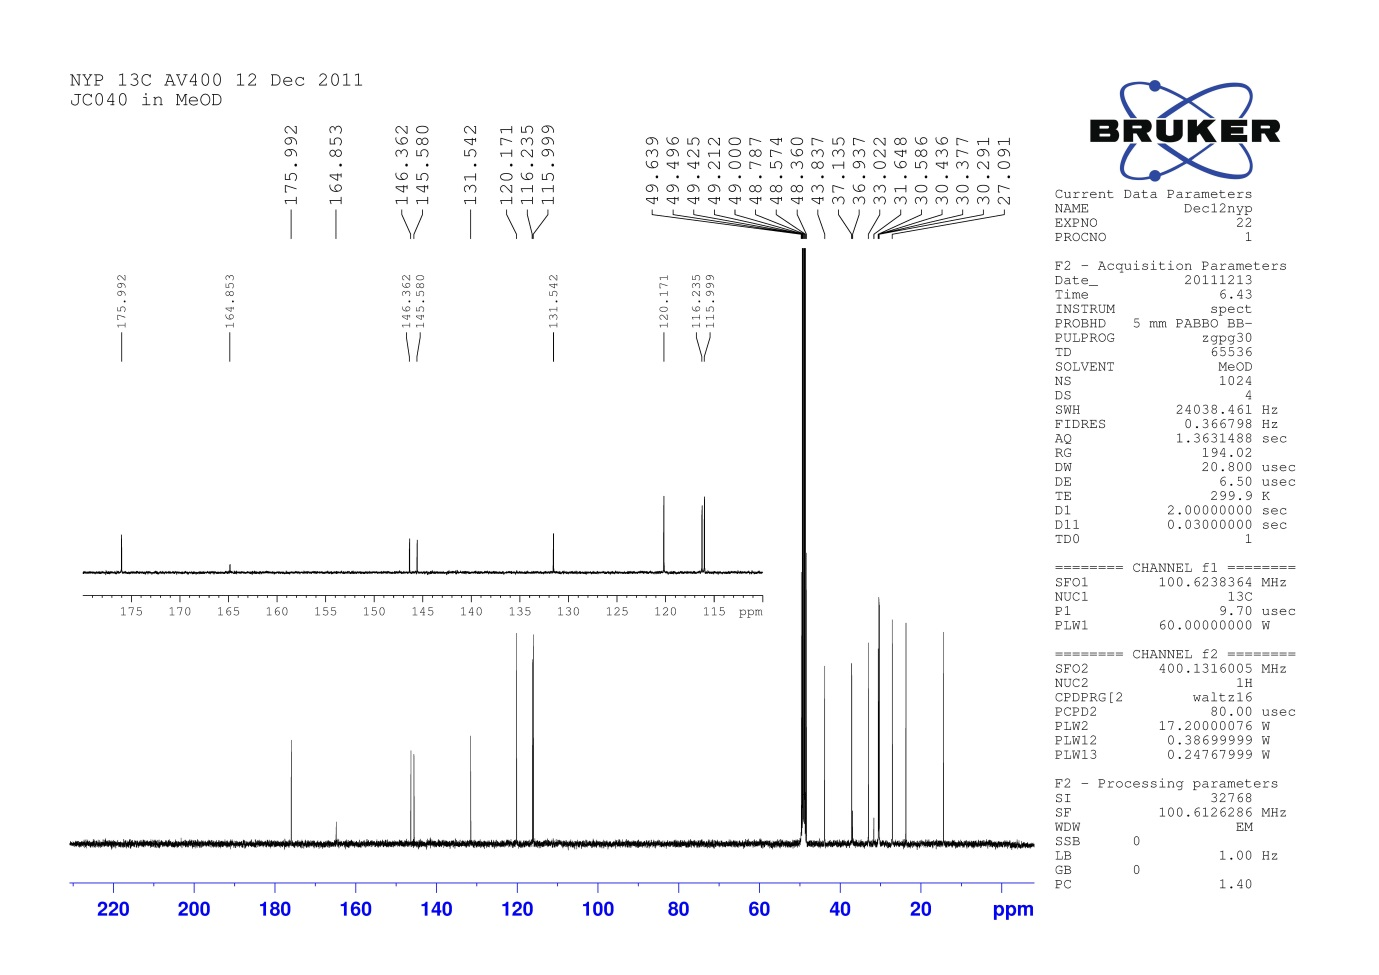 NYP 13C AV400 12 Dec 2011
JC040 in MeOD
175.992
164.853
146.362
145.580
131.542
120.171
116.235
115.999
49.639
49.496
49.425
49.212
49.000
48.787
48.574
48.360
43.837
37.135
36.937
33.022
31.648
30.586
30.436
30.377
30.291
27.091
175.992
164.853
146.362
145.580
131.542
120.171
116.235
115.999
175 170 165 160 155 150 145 140 135 130 125 120 115 ppm
220 200 180 160 140 120 100 80 60 40 20 ppm
BRUKER
Current Data Parameters
NAME Dec12nyp
EXPNO 22
PROCNO 1
F2 - Acquisition Parameters
Date_ 20111213
Time 6.43
INSTRUM spect
PROBHD 5 mm PABBO BB-
PULPROG zgpg30
TD 65536
SOLVENT MeOD
NS 1024
DS 4
SWH 24038.461 Hz
FIDRES 0.366798 Hz
AQ 1.3631488 sec
RG 194.02
DW 20.800 usec
DE 6.50 usec
TE 299.9 K
D1 2.00000000 sec
D11 0.03000000 sec
TD0 1
======== CHANNEL f1 ========
SFO1 100.6238364 MHz
NUC1 13C
P1 9.70 usec
PLW1 60.00000000 W
======== CHANNEL f2 ========
SFO2 400.1316005 MHz
NUC2 1H
CPDPRG[2 waltz16
PCPD2 80.00 usec
PLW2 17.20000076 W
PLW12 0.38699999 W
PLW13 0.24767999 W
F2 - Processing parameters
SI 32768
SF 100.6126286 MHz
WDW EM
SSB 0
LB 1.00 Hz
GB 0
PC 1.40